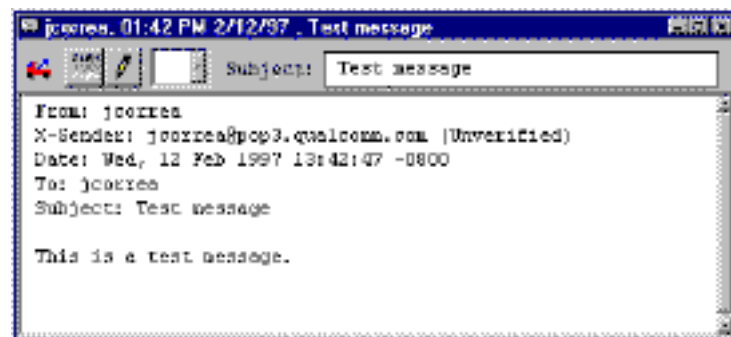 jcorrea, 01:42 PM 2/12/97 , Test message
Subject: Test message
From: jcorrea
X-Sender: jcorrea@pop3.qualcomm.com (Unverified)
Date: Wed, 12 Feb 1997 13:42:47 -0800
To: jcorrea
Subject: Test message
This is a test message.